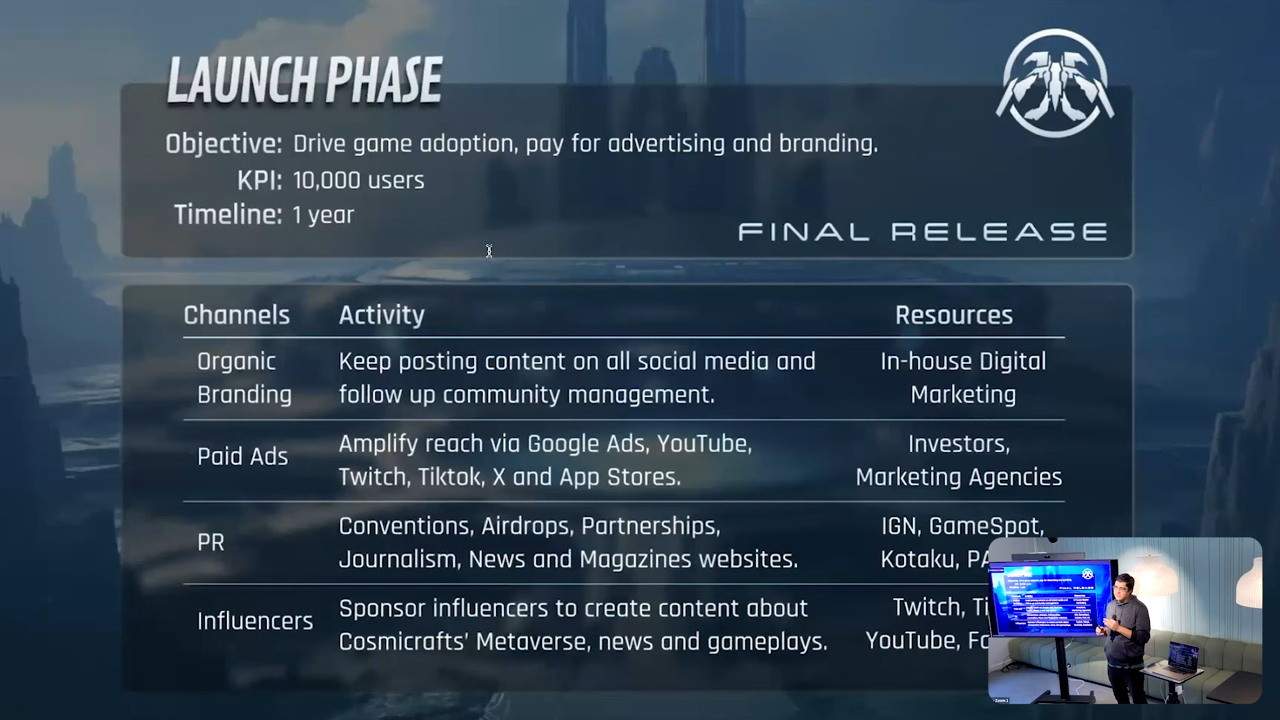 LAUNCH PHASE
Objective: Drive game adoption, pay for advertising and branding.
KPI: 10,000 users
Timeline: 1 year
FINAL RELEASE
Channels Activity Resources
Organic Branding Keep posting content on all social media and In-house Digital
follow up community management. Marketing
Paid Ads Amplify reach via Google Ads, YouTube, Investors,
Twitch, Tiktok, X and App Stores. Marketing Agencies
PR Conventions, Airdrops, Partnerships, IGN, GameSpot,
Journalism, News and Magazines websites. Kotaku,
Influencers Sponsor influencers to create content about Twitch,
Cosmicrafts' Metaverse, news and gameplays. YouTube,